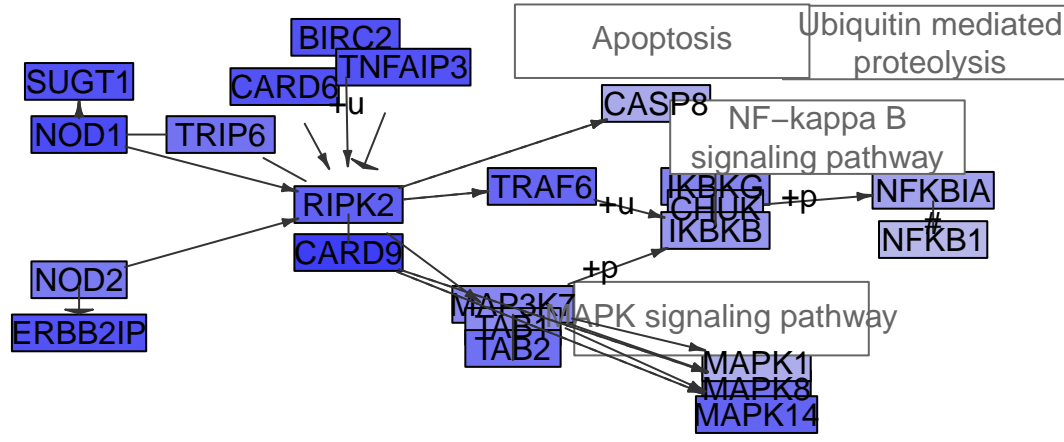 BIRC2
Apoptosis
Ubiquitin mediated
proteolysis
TNFAIP3
SUGT1
CARD6
+u
CASP8
NOD1
TRIP6
NF−kappa B
signaling pathway
RIPK2
TRAF6
+u
IKBKG
CHUK
IKBKB
+p
NFKBIA
#
NFKB1
CARD9
NOD2
+p
ERBB2IP
MAP3K7
TAB1
TAB2
MAPK signaling pathway
MAPK1
MAPK8
MAPK14